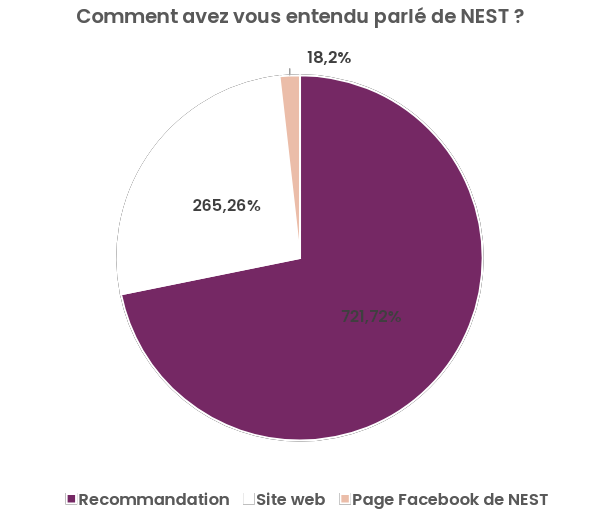 Comment avez vous entendu parlé de NEST ?
18,2%
265,26%
721,72%
Recommandation Site web Page Facebook de NEST